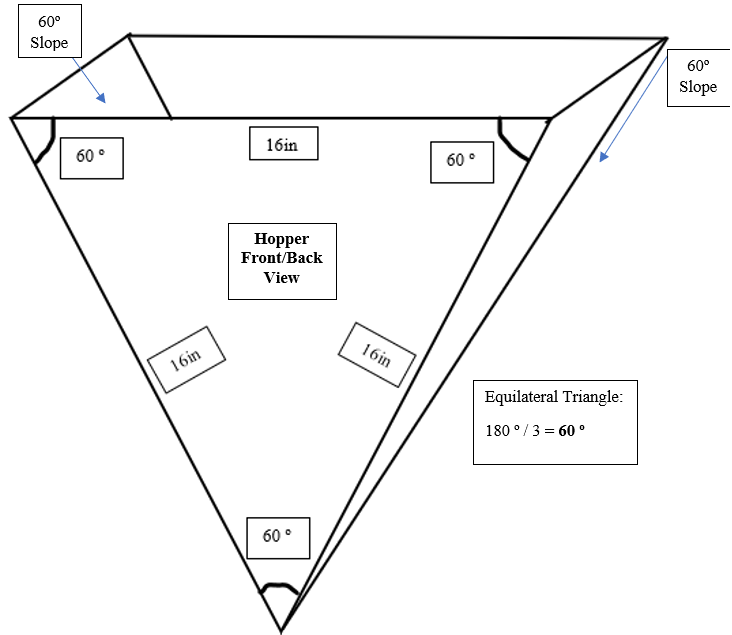 60º
Slope
60º
Slope
60 º
16in
60 º
Hopper
Front/Back
View
16in
16in
Equilateral Triangle:
180 º / 3 = 60 º
60 º